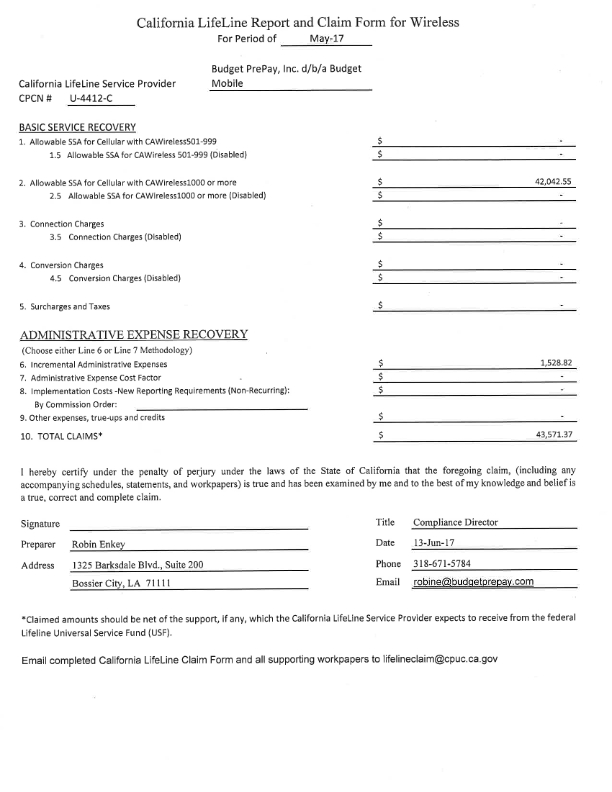 California LifeLine Report and Claim Form for Wireless
For Period of May-17
Budget PrePay, Inc. d/b/a Budget
California LifeLine Service Provider Mobile
CPCN # U-4412-C
BASIC SERVICE RECOVERY
1. Allowable SSA for Cellular with CAWireless501-999 $ -
1.5 Allowable SSA for CAWireless 501-999 (Disabled) $ -
2. Allowable SSA for Cellular with CAWireless1000 or more $ 42,042.55
2.5 Allowable SSA for CAWireless1000 or more (Disabled) $ -
3. Connection Charges $ -
3.5 Connection Charges (Disabled) $ -
4. Conversion Charges $ -
4.5 Conversion Charges (Disabled) $ -
5. Surcharges and Taxes $ -
ADMINISTRATIVE EXPENSE RECOVERY
(Choose either Line 6 or Line 7 Methodology)
6. Incremental Administrative Expenses $ 1,528.82
7. Administrative Expense Cost Factor $ -
8. Implementation Costs -New Reporting Requirements (Non-Recurring): $ -
By Commission Order:
9. Other expenses, true-ups and credits $ -
10. TOTAL CLAIMS* $ 43,571.37
I hereby certify under the penalty of perjury under the laws of the State of California that the foregoing claim, (including any
accompanying schedules, statements, and workpapers) is true and has been examined by me and to the best of my knowledge and belief is
a true, correct and complete claim.
Signature Title Compliance Director
Preparer Robin Enkey Date 13-Jun-17
Address 1325 Barksdale Blvd., Suite 200 Phone 318-671-5784
Bossier City, LA 71111 Email robine@budgetprepay.com
*Claimed amounts should be net of the support, if any, which the California LifeLine Service Provider expects to receive from the federal
Lifeline Universal Service Fund (USF).
Email completed California LifeLine Claim Form and all supporting workpapers to lifelineclaim@cpuc.ca.gov